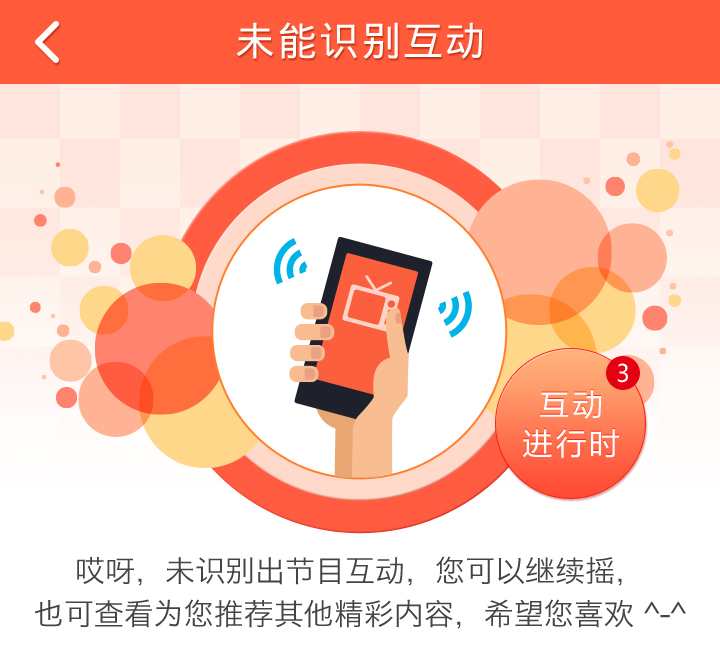 未能识别互动
3
互动
进行时
哎呀，未识别出节目互动，您可以继续摇，
也可查看为您推荐其他精彩内容，希望您喜欢 ^-^